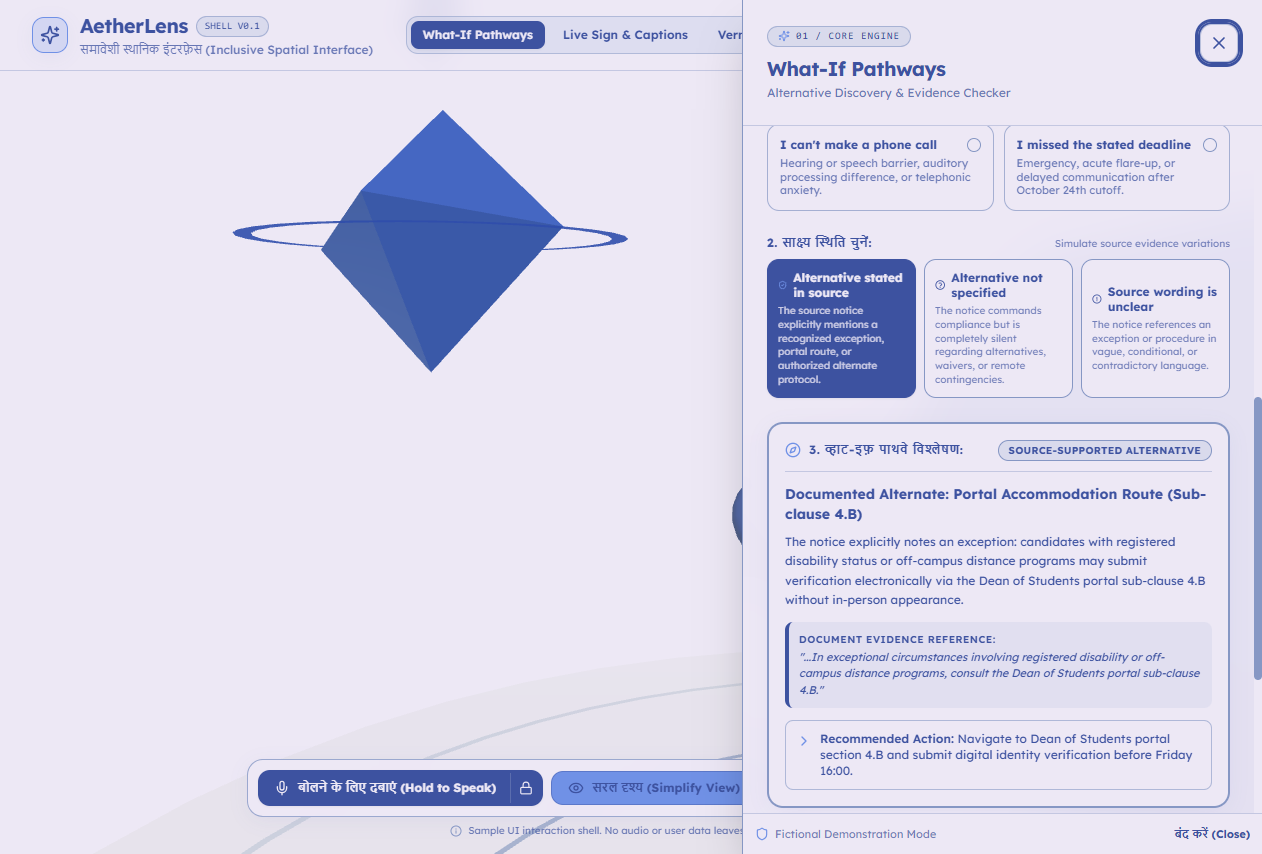 AetherLens SHELL V0.1
समावेशी स्थानिक इंटरफ़ेस (Inclusive Spatial Interface)
What-If Pathways Live Sign & Captions
01 / CORE ENGINE
What-If Pathways
Alternative Discovery & Evidence Checker
I can't make a phone call
Hearing or speech barrier, auditory
processing difference, or telephonic
anxiety.
I missed the stated deadline
Emergency, acute flare-up, or
delayed communication after
October 24th cutoff.
2. साक्ष्य स्थिति चुनें: Simulate source evidence variations
Alternative stated
in source
The source notice
explicitly mentions a
recognized exception,
portal route, or
authorized alternate
protocol.
Alternative not
specified
The notice commands
compliance but is
completely silent
regarding alternatives,
waivers, or remote
contingencies.
Source wording is
unclear
The notice references an
exception or procedure in
vague, conditional, or
contradictory language.
3. व्हाट-इफ़ पाथवे विश्लेषण: SOURCE-SUPPORTED ALTERNATIVE
Documented Alternate: Portal Accommodation Route (Sub-
clause 4.B)
The notice explicitly notes an exception: candidates with registered
disability status or off-campus distance programs may submit
verification electronically via the Dean of Students portal sub-clause 4.B
without in-person appearance.
DOCUMENT EVIDENCE REFERENCE:
"...In exceptional circumstances involving registered disability or off-
campus distance programs, consult the Dean of Students portal sub-clause
4.B."
Recommended Action: Navigate to Dean of Students portal
section 4.B and submit digital identity verification before Friday
16:00.
बोलने के लिए दबाएं (Hold to Speak) सरल दृश्य (Simplify View)
Sample UI interaction shell. No audio or user data leaves
Fictional Demonstration Mode बंद करें (Close)